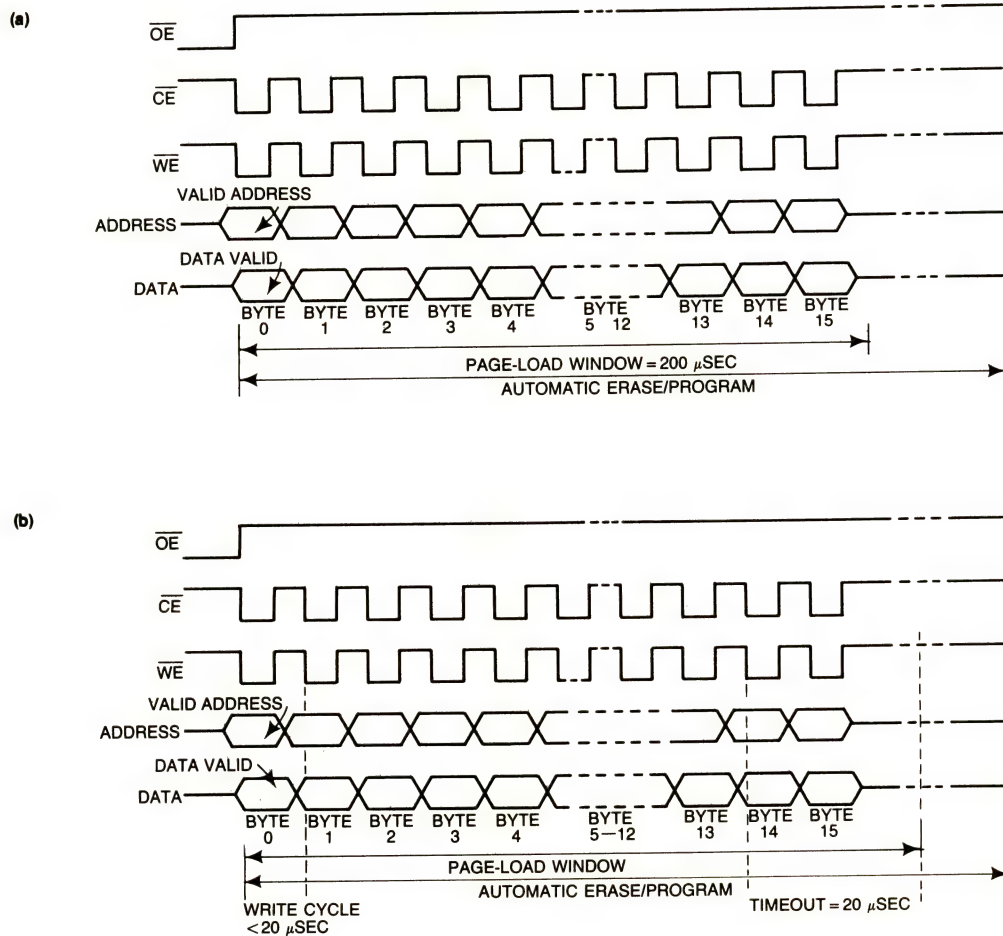 (a)
OE
CE
WE
VALID ADDRESS
ADDRESS
DATA VALID
DATA
BYTE 0 BYTE 1 BYTE 2 BYTE 3 BYTE 4 BYTE 5 12 BYTE 13 BYTE 14 BYTE 15
PAGE-LOAD WINDOW = 200 μSEC
AUTOMATIC ERASE/PROGRAM
(b)
OE
CE
WE
VALID ADDRESS
ADDRESS
DATA VALID
DATA
BYTE 0 BYTE 1 BYTE 2 BYTE 3 BYTE 4 BYTE 5—12 BYTE 13 BYTE 14 BYTE 15
PAGE-LOAD WINDOW
AUTOMATIC ERASE/PROGRAM
WRITE CYCLE
<20 μSEC
TIMEOUT = 20 μSEC